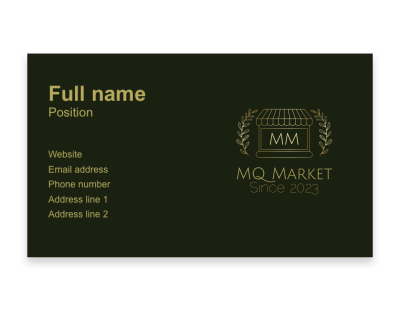 Full name
Position
Website
Email address
Phone number
Address line 1
Address line 2
MM
MQ Market
Since 2023